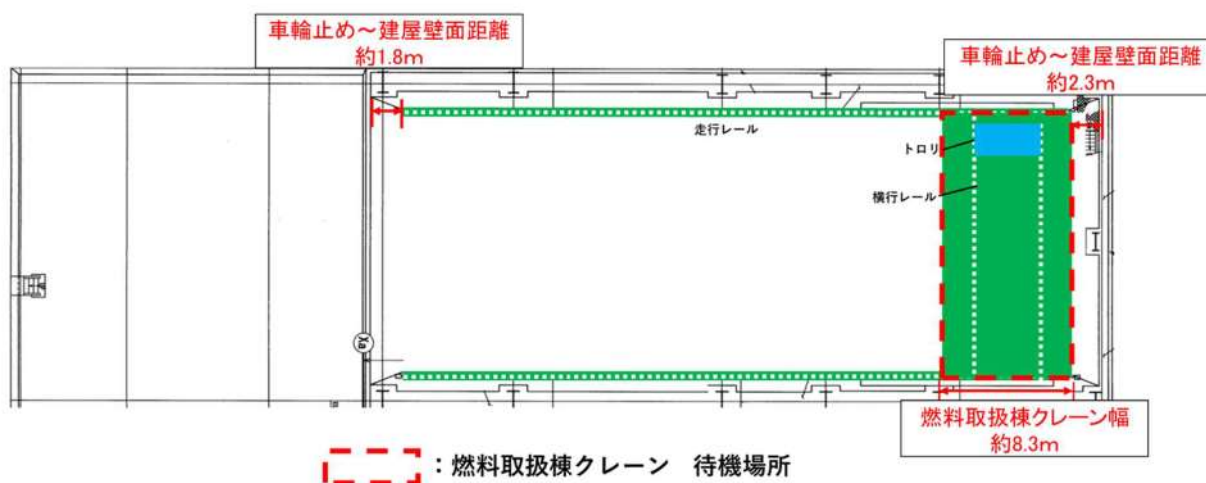 車輪止め～建屋壁面距離
約1.8m
車輪止め～建屋壁面距離
約2.3m
走行レール
トロリ
横行レール
Xa
燃料取扱棟クレーン幅
約8.3m
：燃料取扱棟クレーン　待機場所